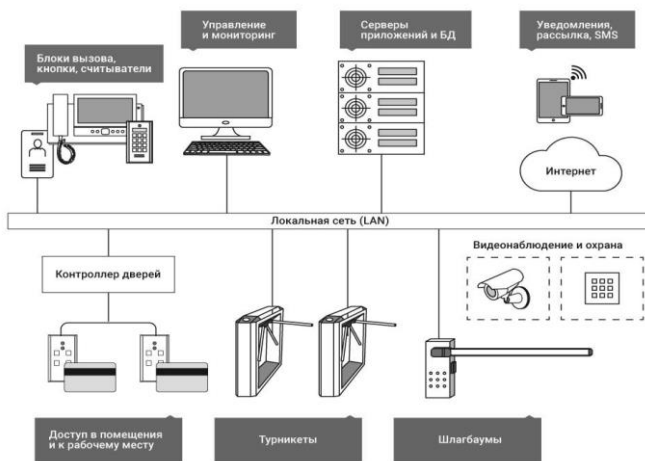 Управление
и мониторинг
Серверы
приложений и БД
Уведомления,
рассылка, SMS
Блоки вызова,
кнопки, считыватели
Интернет
Локальная сеть (LAN)
Контроллер дверей
Видеонаблюдение и охрана
Доступ в помещения
и к рабочему месту
Турникеты
Шлагбаумы